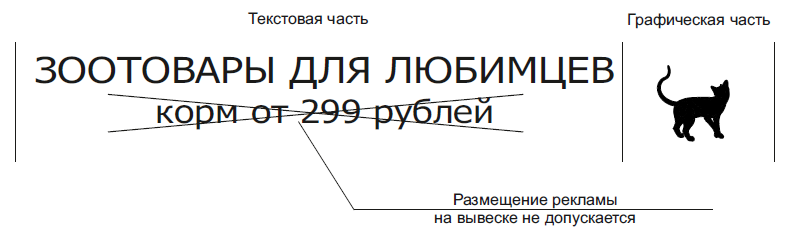 Текстовая часть
Графическая часть
ЗООТОВАРЫ ДЛЯ ЛЮБИМЦЕВ
корм от 299 рублей
Размещение рекламы
на вывеске не допускается